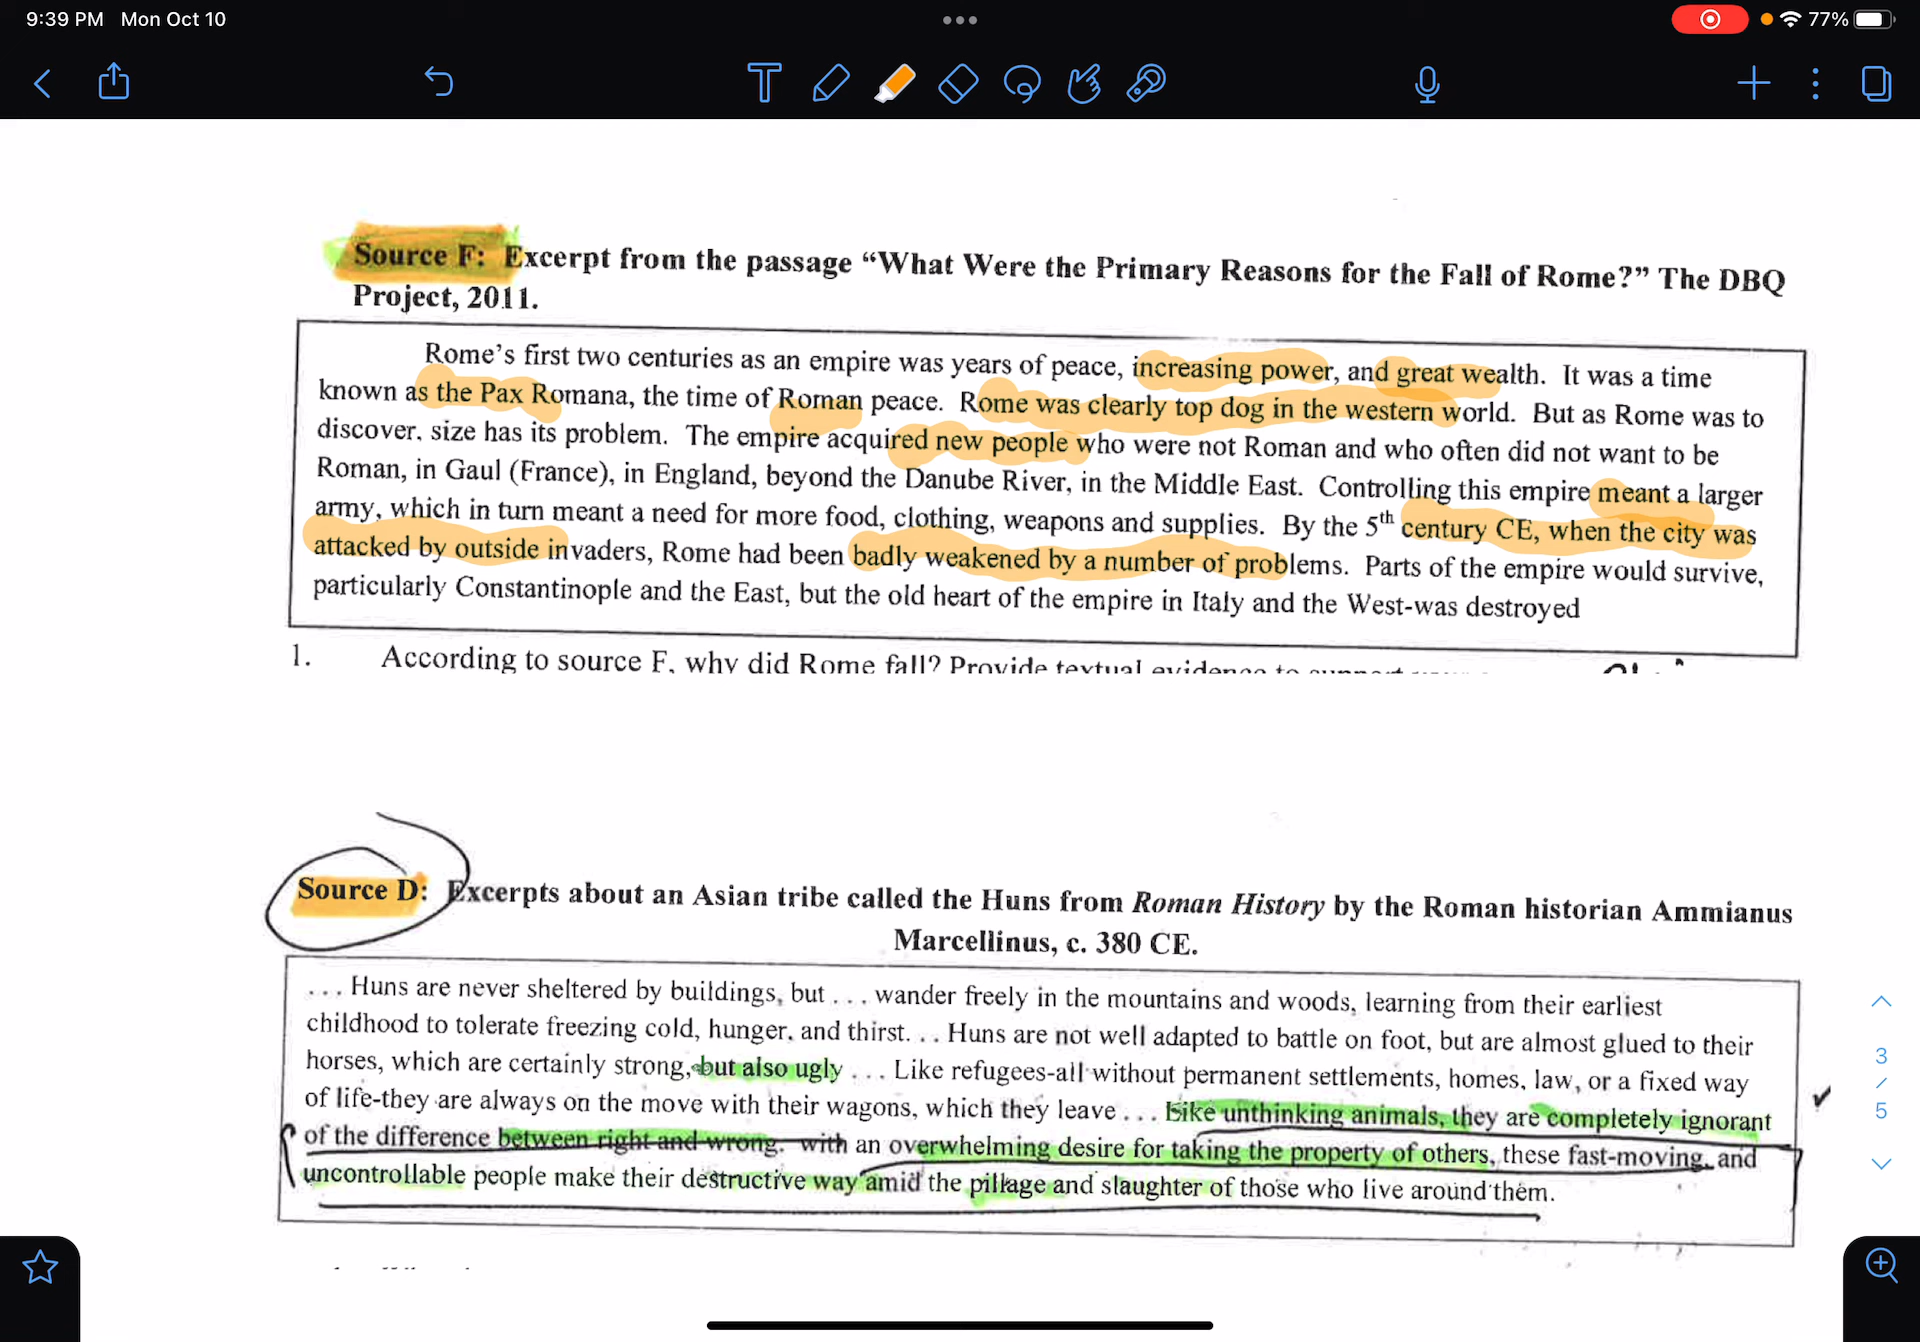 9:39 PM Mon Oct 10
77%
Source F: Excerpt from the passage “What Were the Primary Reasons for the Fall of Rome?” The DBQ
Project, 2011.
Rome’s first two centuries as an empire was years of peace, increasing power, and great wealth. It was a time
known as the Pax Romana, the time of Roman peace. Rome was clearly top dog in the western world. But as Rome was to
discover, size has its problem. The empire acquired new people who were not Roman and who often did not want to be
Roman, in Gaul (France), in England, beyond the Danube River, in the Middle East. Controlling this empire meant a larger
army, which in turn meant a need for more food, clothing, weapons and supplies. By the 5th century CE, when the city was
attacked by outside invaders, Rome had been badly weakened by a number of problems. Parts of the empire would survive,
particularly Constantinople and the East, but the old heart of the empire in Italy and the West-was destroyed
1. According to source F, why did Rome fall? Provide textual evidence to support
Source D: Excerpts about an Asian tribe called the Huns from Roman History by the Roman historian Ammianus
Marcellinus, c. 380 CE.
. . . Huns are never sheltered by buildings, but . . . wander freely in the mountains and woods, learning from their earliest
childhood to tolerate freezing cold, hunger, and thirst. . . Huns are not well adapted to battle on foot, but are almost glued to their
horses, which are certainly strong, but also ugly . . . Like refugees-all without permanent settlements, homes, law, or a fixed way
of life-they are always on the move with their wagons, which they leave . . . Like unthinking animals, they are completely ignorant
of the difference between right and wrong. with an overwhelming desire for taking the property of others, these fast-moving and
uncontrollable people make their destructive way amid the pillage and slaughter of those who live around them.
3
/
5